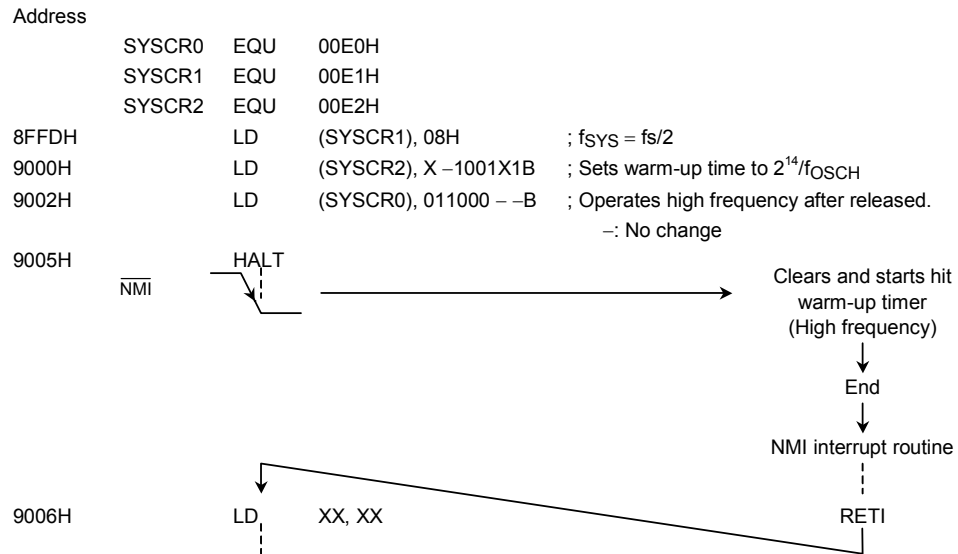 Address
SYSCR0 EQU 00E0H
SYSCR1 EQU 00E1H
SYSCR2 EQU 00E2H
8FFDH LD (SYSCR1), 08H ; fSYS = fs/2
9000H LD (SYSCR2), X −1001X1B ; Sets warm-up time to 2^14/fOSCH
9002H LD (SYSCR0), 011000 − −B ; Operates high frequency after released.
−: No change
9005H HALT
NMI
Clears and starts hit
warm-up timer
(High frequency)
End
NMI interrupt routine
9006H LD XX, XX RETI